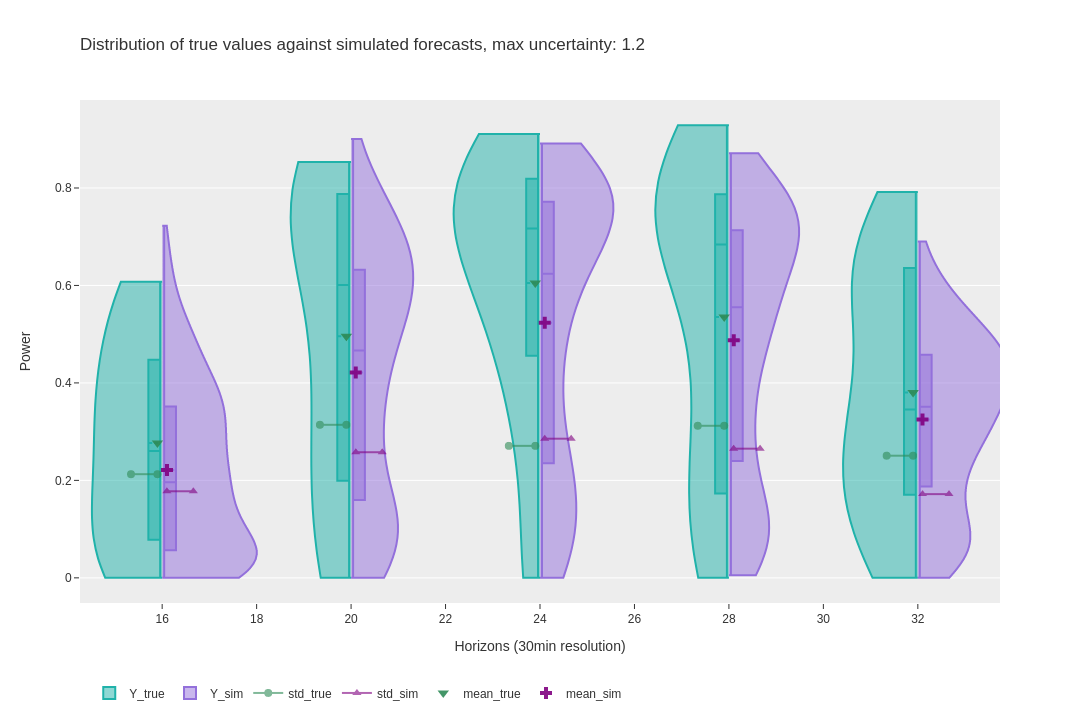 Distribution of true values against simulated forecasts, max uncertainty: 1.2
Power
0.8
0.6
0.4
0.2
0
16 18 20 22 24 26 28 30 32
Horizons (30min resolution)
Y_true Y_sim std_true std_sim mean_true mean_sim